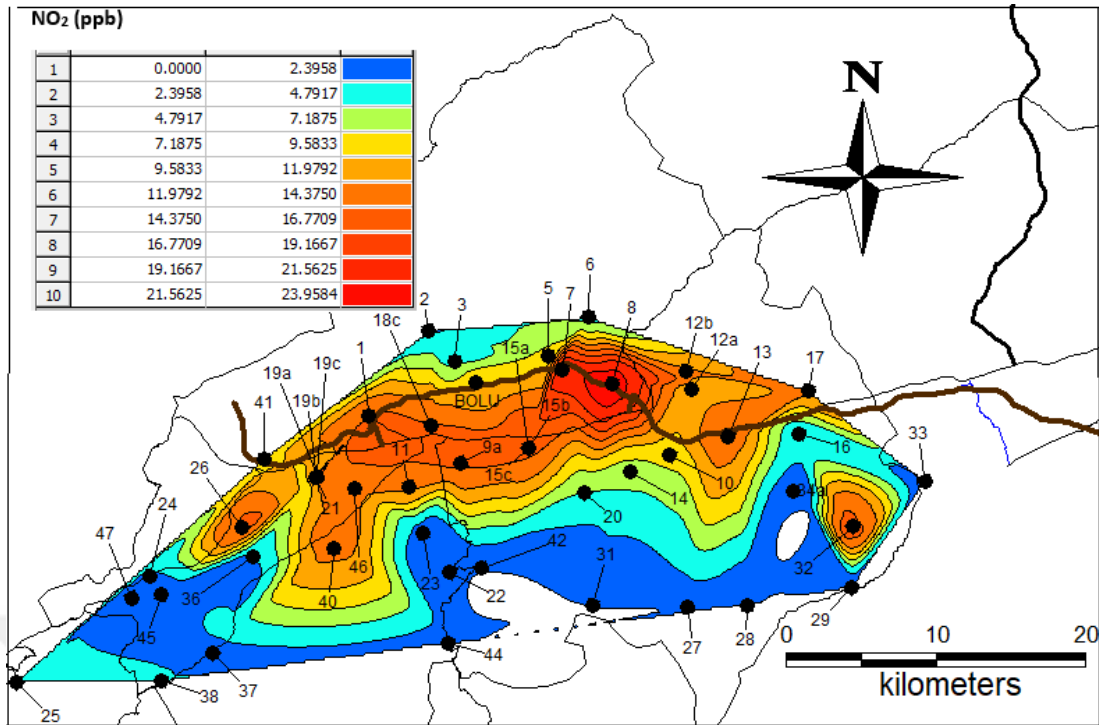 NO₂ (ppb)
1 0.0000 2.3958
2 2.3958 4.7917
3 4.7917 7.1875
4 7.1875 9.5833
5 9.5833 11.9792
6 11.9792 14.3750
7 14.3750 16.7709
8 16.7709 19.1667
9 19.1667 21.5625
10 21.5625 23.9584
N
6
2
3
5
7
18c
8
12b
15a
12a
19c
1
13
17
19a
BOLU
19b
15b
41
11
9a
16
33
26
15c
10
24
21
14
34a
47
20
46
36
42
31
32
40
23
22
45
29
0 10 20
27
28
44
37
38
kilometers
25